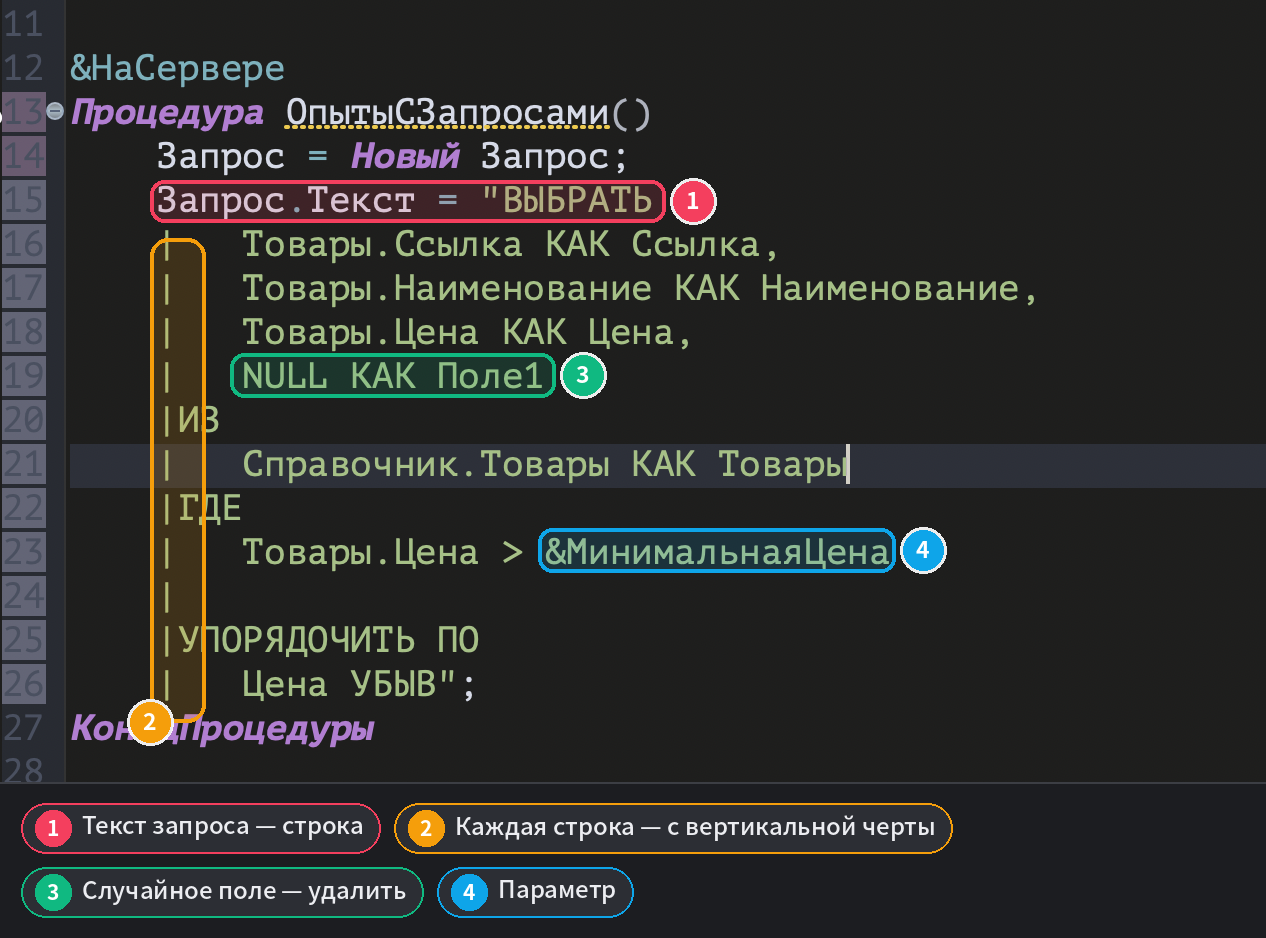 11
12 &НаСервере
13 Процедура ОпытыСЗапросами()
14 Запрос = Новый Запрос;
15 Запрос.Текст = "ВЫБРАТЬ 1
16 | Товары.Ссылка КАК Ссылка,
17 | Товары.Наименование КАК Наименование,
18 | Товары.Цена КАК Цена,
19 | NULL КАК Поле1 3
20 |ИЗ
21 | Справочник.Товары КАК Товары
22 |ГДЕ
23 | Товары.Цена > &МинимальнаяЦена 4
24 |
25 |УПОРЯДОЧИТЬ ПО
26 | Цена УБЫВ";
27 КонецПроцедуры 2
28
1 Текст запроса — строка 2 Каждая строка — с вертикальной черты
3 Случайное поле — удалить 4 Параметр